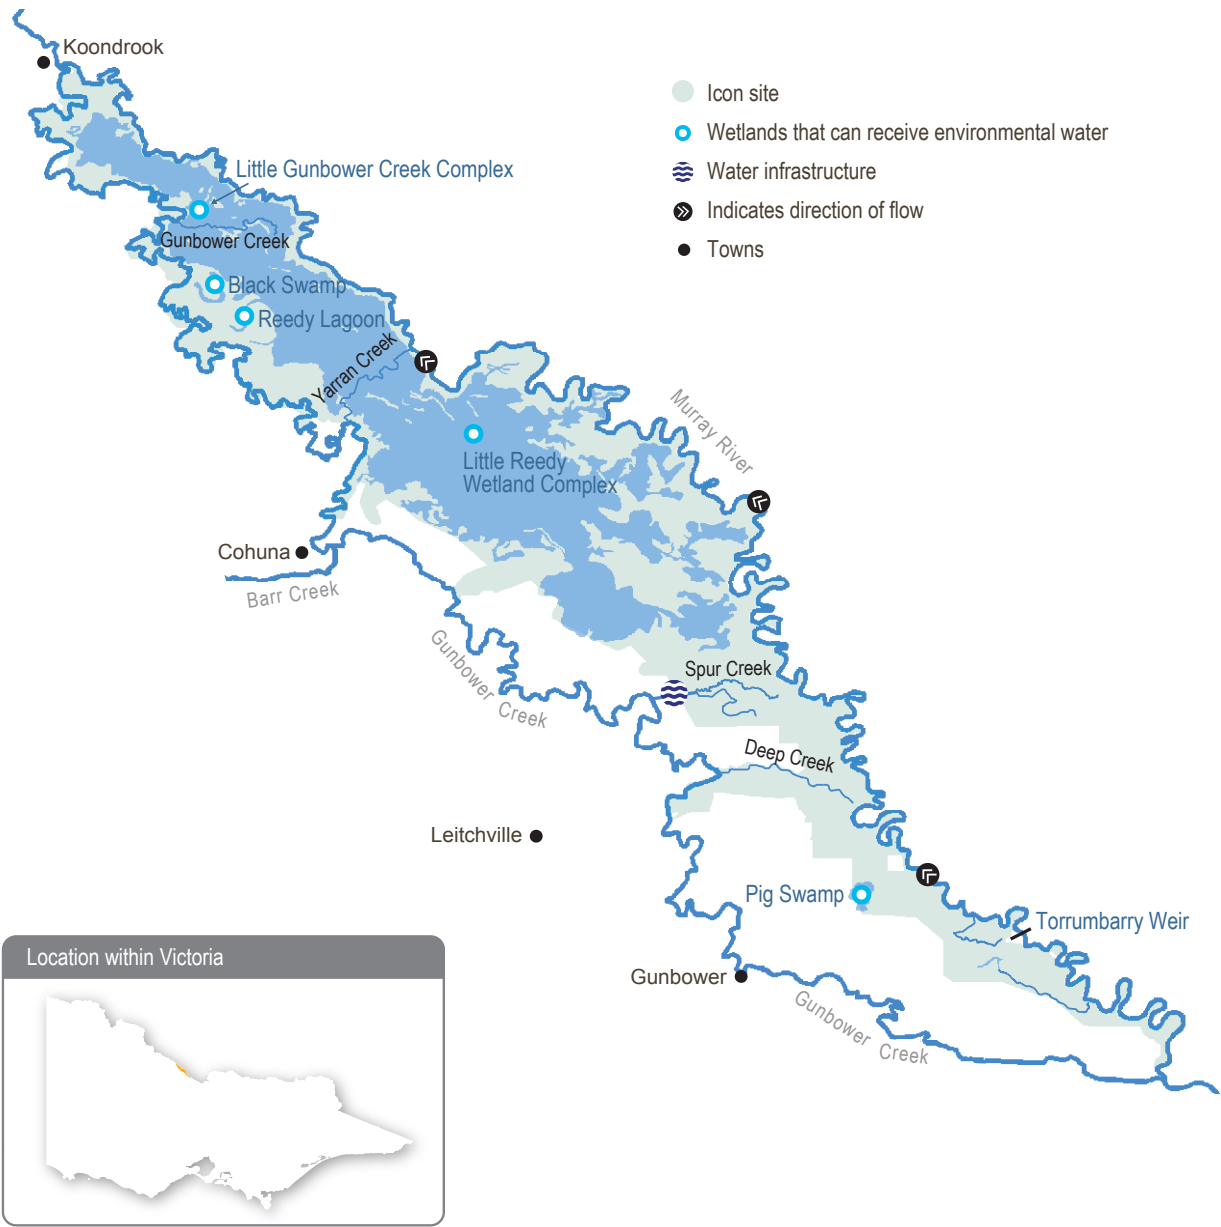 Koondrook
Icon site
Wetlands that can receive environmental water
Water infrastructure
Indicates direction of flow
Towns
Little Gunbower Creek Complex
Gunbower Creek
Black Swamp
Reedy Lagoon
Yarran Creek
Murray River
Little Reedy
Wetland Complex
Cohuna
Barr Creek
Gunbower Creek
Spur Creek
Deep Creek
Leitchville
Pig Swamp
Torrumbarry Weir
Gunbower
Gunbower Creek
Location within Victoria